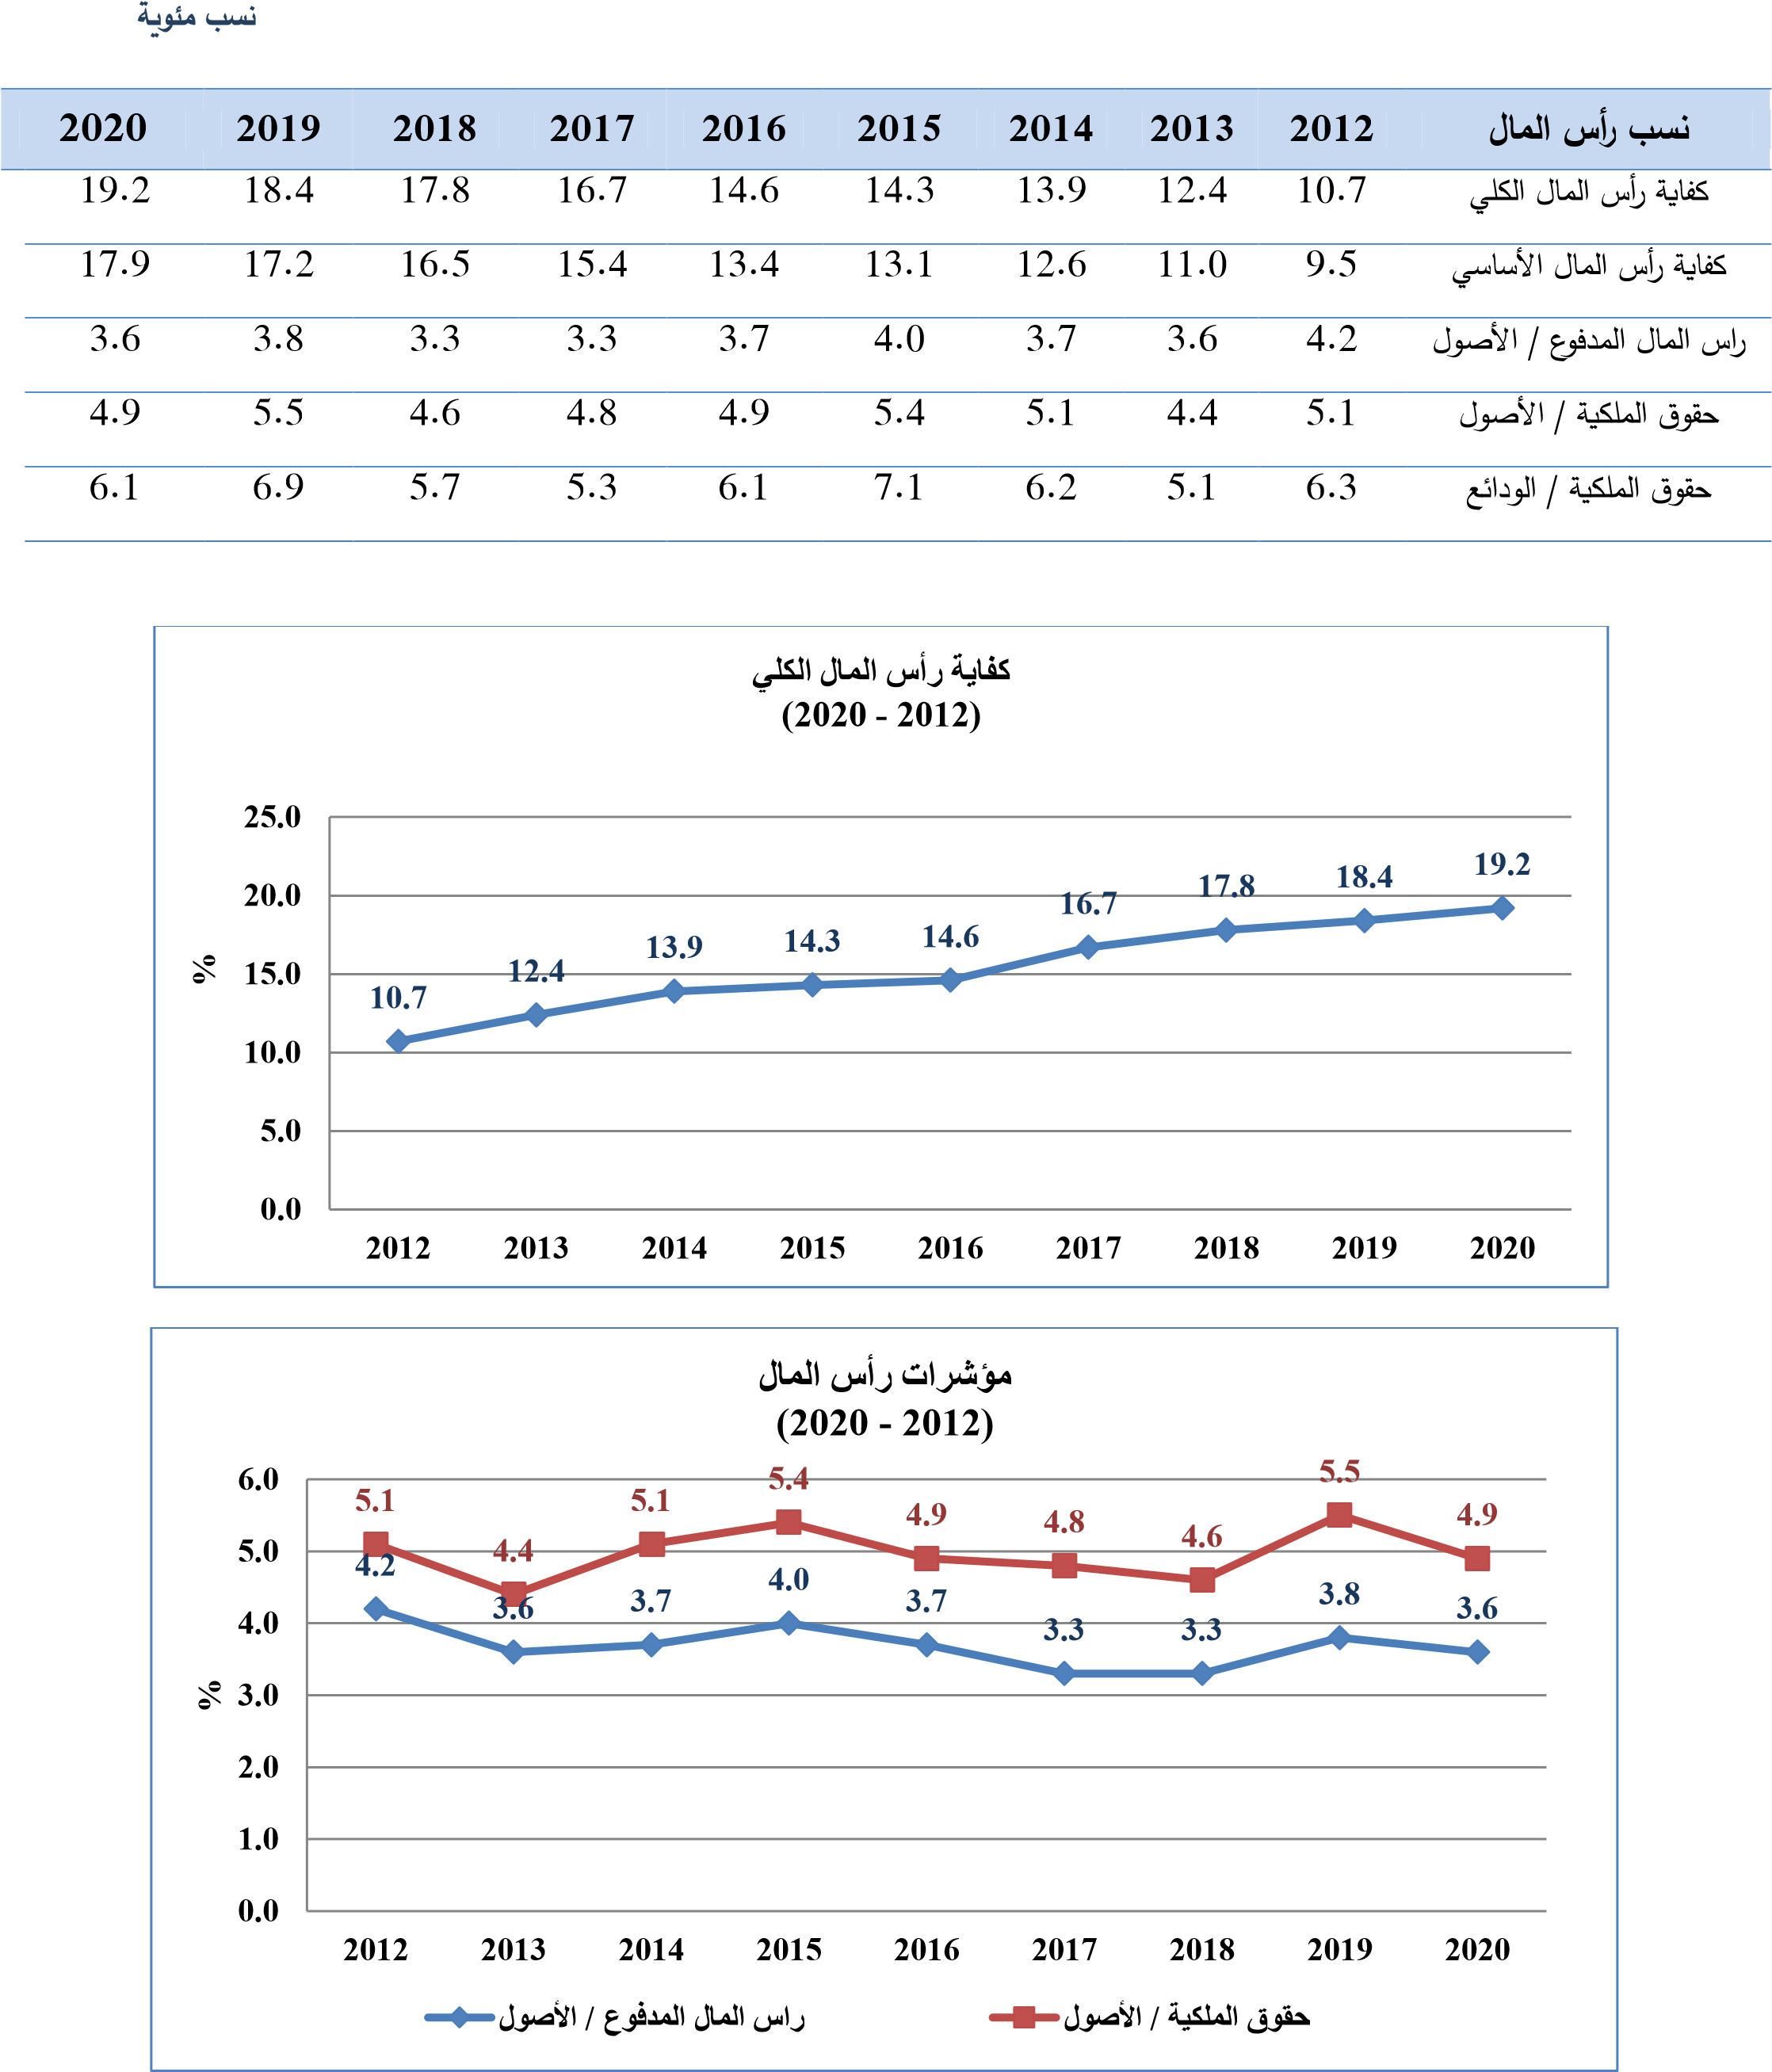 نسب مئوية
نسب رأس المال 2012 2013 2014 2015 2016 2017 2018 2019 2020
كفاية رأس المال الكلي 10.7 12.4 13.9 14.3 14.6 16.7 17.8 18.4 19.2
كفاية رأس المال الأساسي 9.5 11.0 12.6 13.1 13.4 15.4 16.5 17.2 17.9
راس المال المدفوع / الأصول 4.2 3.6 3.7 4.0 3.7 3.3 3.3 3.8 3.6
حقوق الملكية / الأصول 5.1 4.4 5.1 5.4 4.9 4.8 4.6 5.5 4.9
حقوق الملكية / الودائع 6.3 5.1 6.2 7.1 6.1 5.3 5.7 6.9 6.1
كفاية رأس المال الكلي
(2012 - 2020)
%
25.0
20.0
15.0
10.0
5.0
0.0
10.7 12.4 13.9 14.3 14.6 16.7 17.8 18.4 19.2
2012 2013 2014 2015 2016 2017 2018 2019 2020
مؤشرات رأس المال
(2012 - 2020)
%
6.0
5.0
4.0
3.0
2.0
1.0
0.0
5.1 4.4 5.1 5.4 4.9 4.8 4.6 5.5 4.9
4.2 3.6 3.7 4.0 3.7 3.3 3.3 3.8 3.6
2012 2013 2014 2015 2016 2017 2018 2019 2020
راس المال المدفوع / الأصول
حقوق الملكية / الأصول